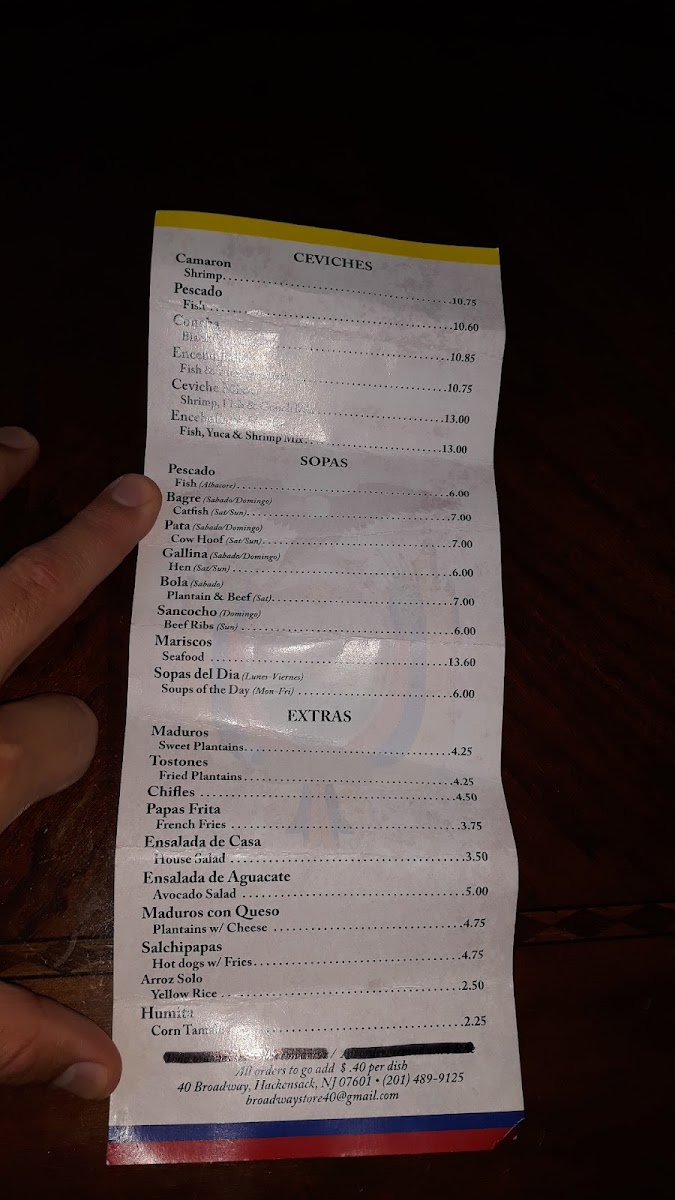 CEVICHES
Camaron
Shrimp..........10.75
Pescado
Fish..........10.60
Concha
..........10.85
Fish & ..........10.75
Ceviche
Shrimp, ..........13.00
Fish, Yuca & Shrimp Mix..........13.00
SOPAS
Pescado
Fish (Albacore)..........6.00
Bagre (Sabado/Domingo)
Catfish (Sat/Sun)..........7.00
Pata (Sabado/Domingo)
Cow Hoof (Sat/Sun)..........7.00
Gallina (Sabado/Domingo)
Hen (Sat/Sun)..........6.00
Bola (Sabado)
Plantain & Beef (Sat)..........7.00
Sancocho (Domingo)
Beef Ribs (Sun)..........6.00
Mariscos
Seafood..........13.60
Sopas del Dia (Lunes-Viernes)
Soups of the Day (Mon-Fri)..........6.00
EXTRAS
Maduros
Sweet Plantains..........4.25
Tostones
Fried Plantains..........4.25
Chifles..........4.50
Papas Frita
French Fries..........3.75
Ensalada de Casa
House Salad..........3.50
Ensalada de Aguacate
Avocado Salad..........5.00
Maduros con Queso
Plantains w/ Cheese..........4.75
Salchipapas
Hot dogs w/ Fries..........4.75
Arroz Solo
Yellow Rice..........2.50
Humita
Corn Tamale..........2.25
All orders to go add $ .40 per dish
40 Broadway, Hackensack, NJ 07601 • (201) 489-9125
broadwaystore40@gmail.com